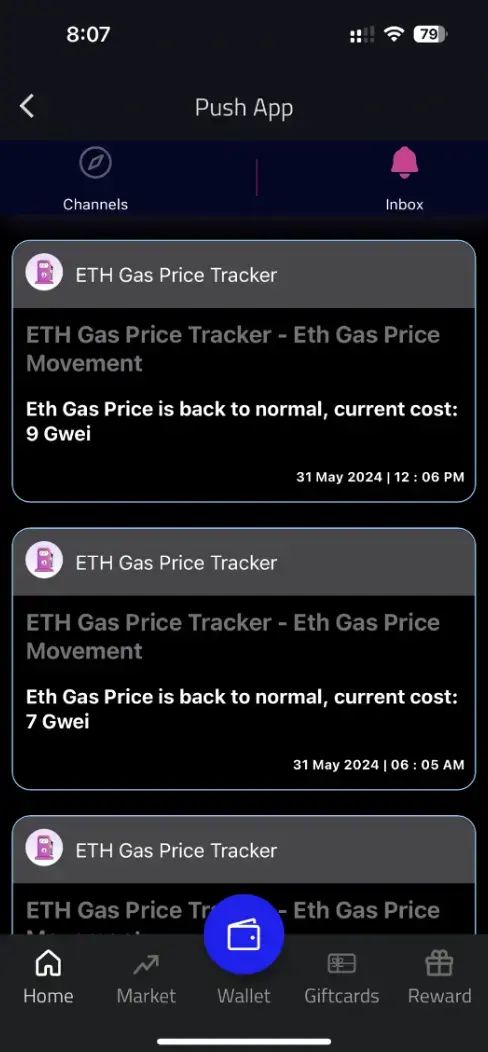 8:07
79
Push App
Channels
Inbox
ETH Gas Price Tracker
ETH Gas Price Tracker - Eth Gas Price
Movement
Eth Gas Price is back to normal, current cost:
9 Gwei
31 May 2024 | 12 : 06 PM
ETH Gas Price Tracker
ETH Gas Price Tracker - Eth Gas Price
Movement
Eth Gas Price is back to normal, current cost:
7 Gwei
31 May 2024 | 06 : 05 AM
ETH Gas Price Tracker
ETH Gas Price - Eth Gas Price
Home
Market
Wallet
Giftcards
Reward